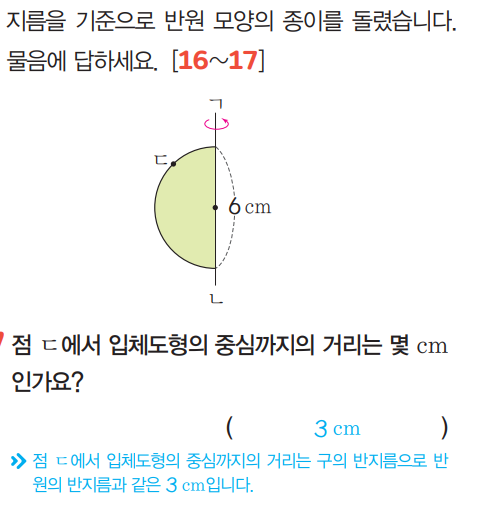 지름을 기준으로 반원 모양의 종이를 돌렸습니다.
물음에 답하세요. [16~17]
ㄱ
ㄷ
6 cm
ㄴ
점 ㄷ에서 입체도형의 중심까지의 거리는 몇 cm
인가요?
( 3 cm )
점 ㄷ에서 입체도형의 중심까지의 거리는 구의 반지름으로 반
원의 반지름과 같은 3 cm입니다.